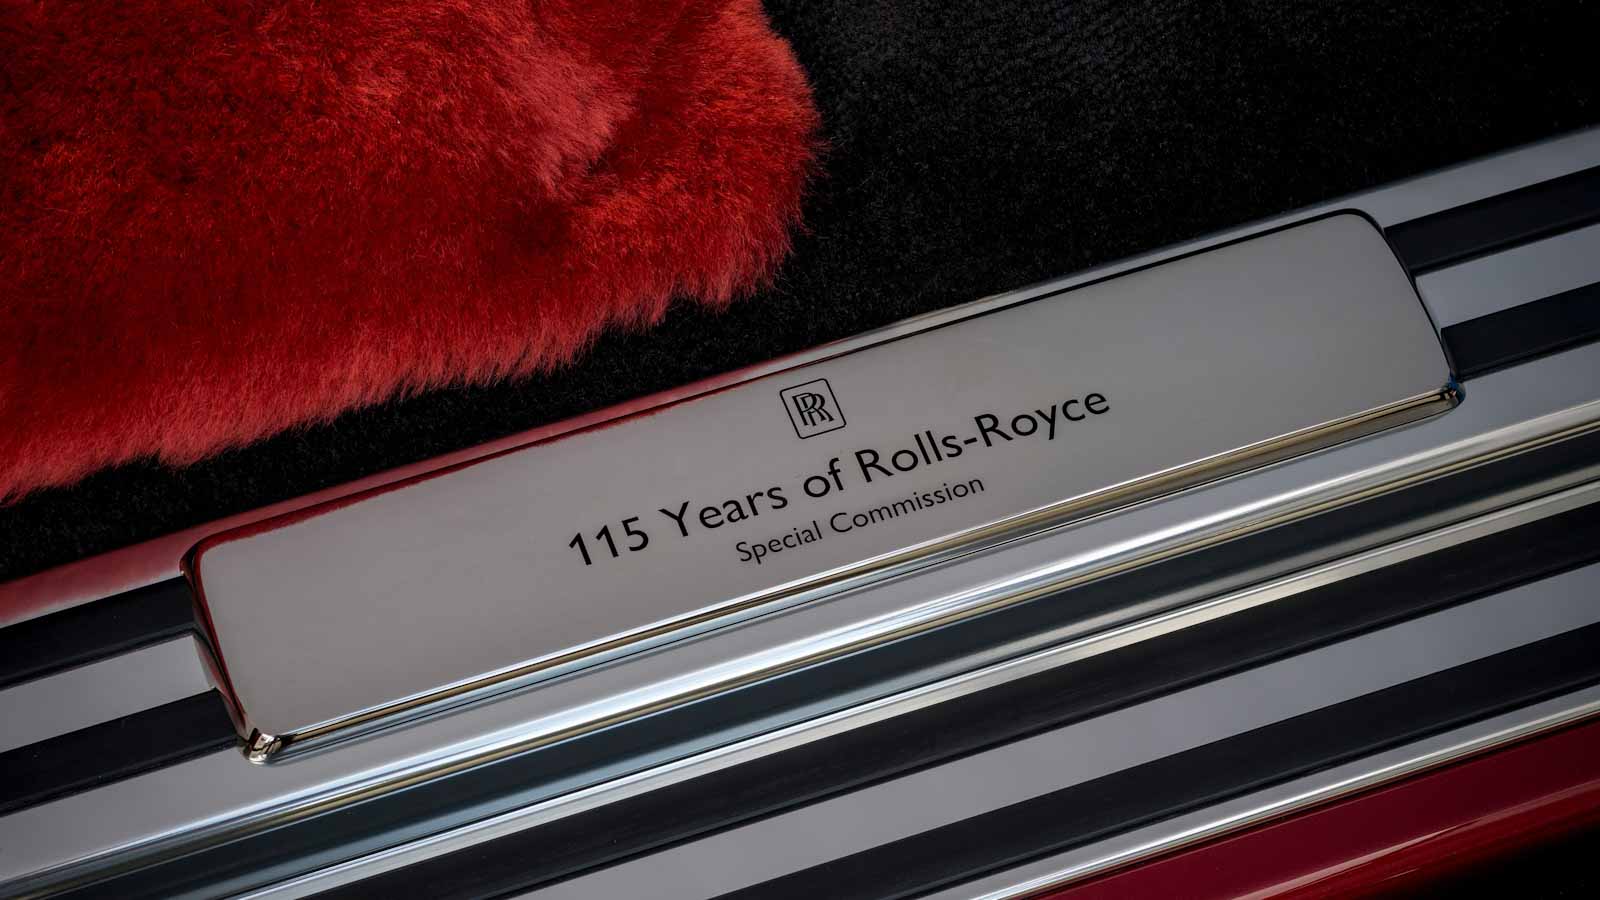 RR
115 Years of Rolls-Royce
Special Commission